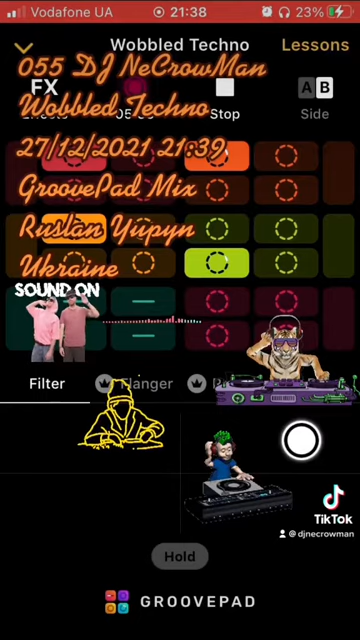 Vodafone UA 21:38 23%
Wobbled Techno Lessons
055 DJ NeCrowMan
FX AB
Wobbled Techno
Stop Side
27/12/2021 21:39
GroovePad Mix
Ruslan Yupyn
Ukraine
SOUND ON
Filter
TikTok
@djnecrowman
Hold
GROOVEPAD